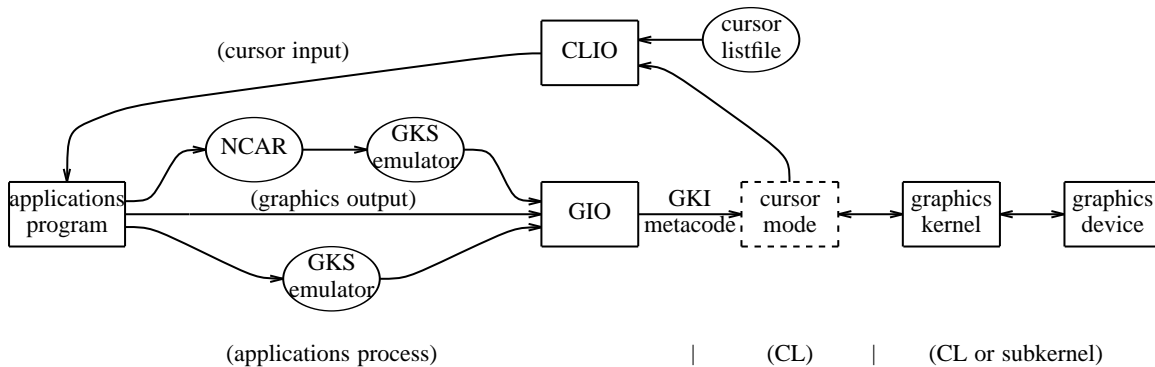 cursor
listfile
CLIO
(cursor input)
NCAR
GKS
emulator
applications
program
(graphics output)
GIO
GKI
metacode
cursor
mode
graphics
kernel
graphics
device
GKS
emulator
(applications process) | (CL) | (CL or subkernel)